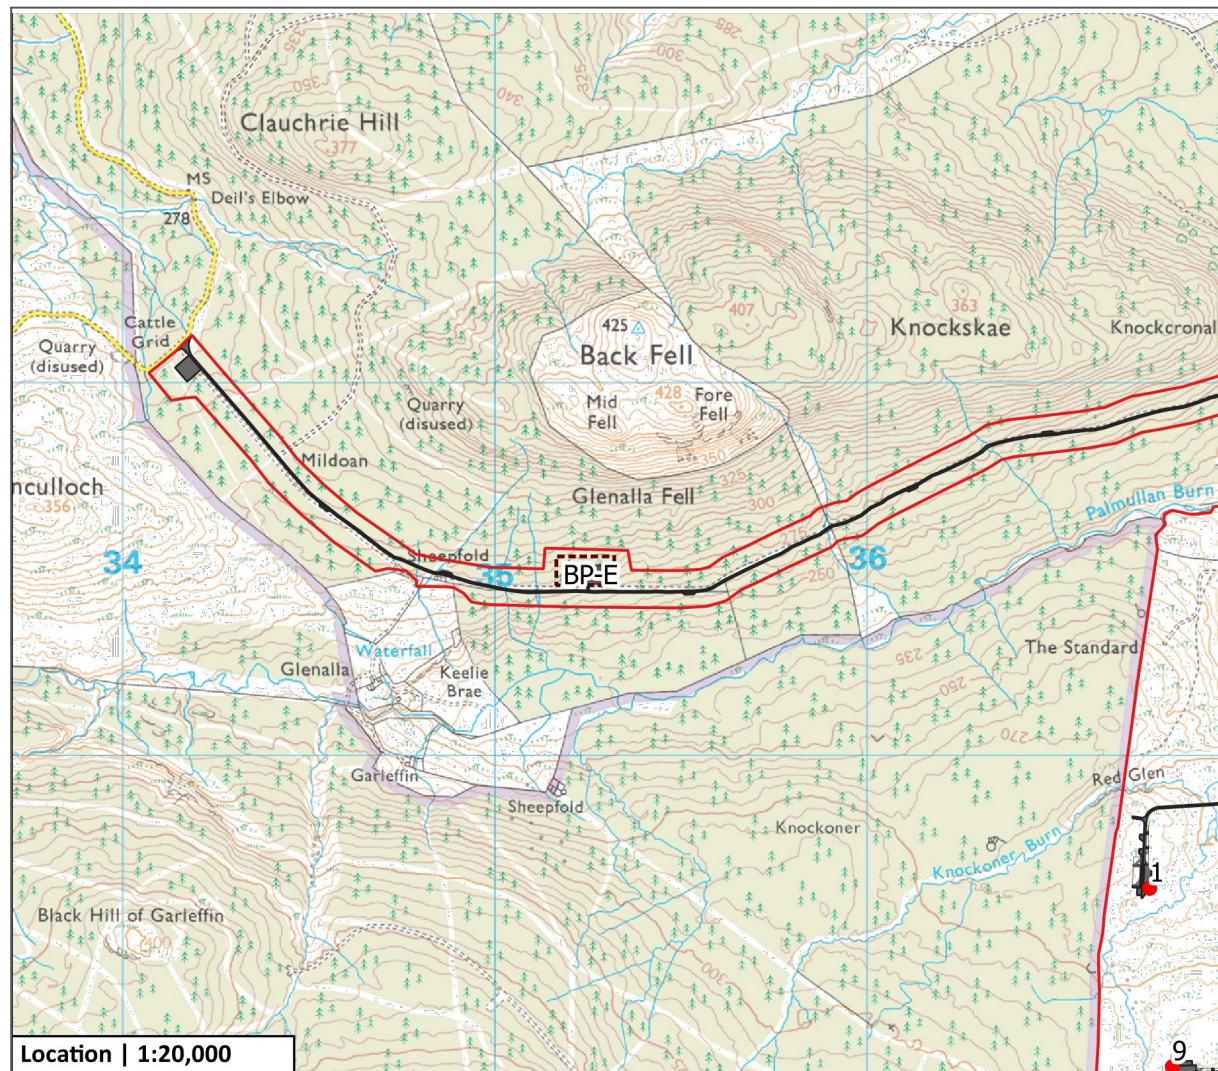 335
285
300
325
350
340
Clauchrie Hill
377
MS
Deil's Elbow
278
Cattle
Grid
Quarry
(disused)
425
Back Fell
407
363
Knockskae
Knockcronal
Mid
Fell
428
Fore
Fell
Quarry
(disused)
350
325
300
275
250
Mildoan
nculloch
356
Glenalla Fell
Palmullan Burn
34
Sheepfold
35
BP-E
36
The Standard
235
250
270
Waterfall
Glenalla
Keelie
Brae
Garleffin
Sheepfold
Red Glen
Knockoner
Knockoner Burn
1
Black Hill of Garleffin
400
300
Location | 1:20,000
9